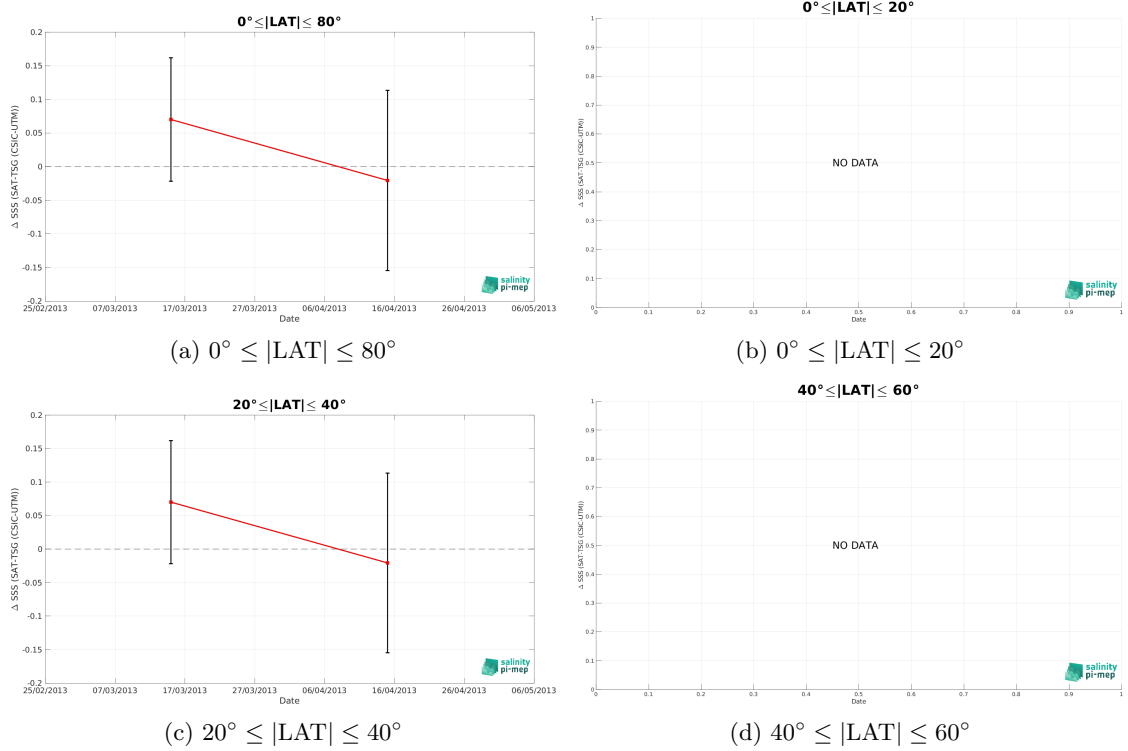 0°≤|LAT|≤ 80°
0.2
0.15
0.1
0.05
0
-0.05
-0.1
-0.15
-0.2
Δ SSS (SAT-TSG (CSIC-UTM))
25/02/2013 07/03/2013 17/03/2013 27/03/2013 06/04/2013 16/04/2013 26/04/2013 06/05/2013
Date
salinity
pi-mep
(a) 0° ≤ |LAT| ≤ 80°
0°≤|LAT|≤ 20°
1
0.9
0.8
0.7
0.6
0.5
0.4
0.3
0.2
0.1
0
Δ SSS (SAT-TSG (CSIC-UTM))
NO DATA
0 0.1 0.2 0.3 0.4 0.5 0.6 0.7 0.8 0.9 1
Date
salinity
pi-mep
(b) 0° ≤ |LAT| ≤ 20°
20°≤|LAT|≤ 40°
0.2
0.15
0.1
0.05
0
-0.05
-0.1
-0.15
-0.2
Δ SSS (SAT-TSG (CSIC-UTM))
25/02/2013 07/03/2013 17/03/2013 27/03/2013 06/04/2013 16/04/2013 26/04/2013 06/05/2013
Date
salinity
pi-mep
(c) 20° ≤ |LAT| ≤ 40°
40°≤|LAT|≤ 60°
1
0.9
0.8
0.7
0.6
0.5
0.4
0.3
0.2
0.1
0
Δ SSS (SAT-TSG (CSIC-UTM))
NO DATA
0 0.1 0.2 0.3 0.4 0.5 0.6 0.7 0.8 0.9 1
Date
salinity
pi-mep
(d) 40° ≤ |LAT| ≤ 60°